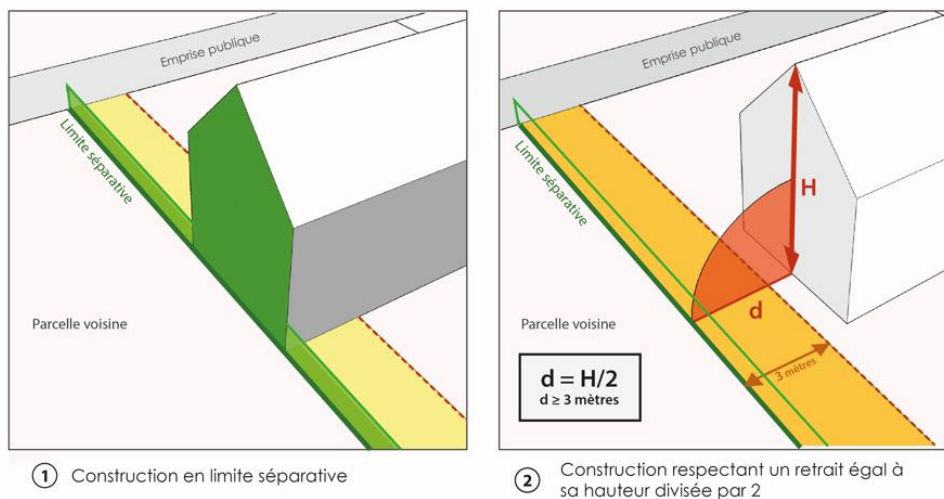 Emprise publique
Limite séparative
Parcelle voisine
1 Construction en limite séparative
Emprise publique
Limite séparative
H
d
Parcelle voisine
3 mètres
d = H/2
d ≥ 3 mètres
2 Construction respectant un retrait égal à
sa hauteur divisée par 2